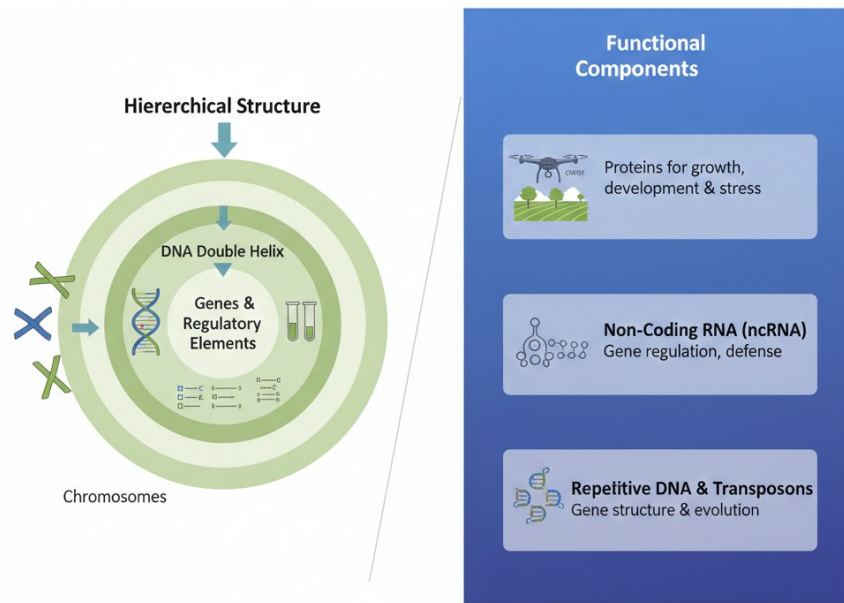 Hiererchical Structure
DNA Double Helix
Genes &
Regulatory
Elements
Chromosomes
Functional
Components
Proteins for growth,
development & stress
Non-Coding RNA (ncRNA)
Gene regulation, defense
Repetitive DNA & Transposons
Gene structure & evolution